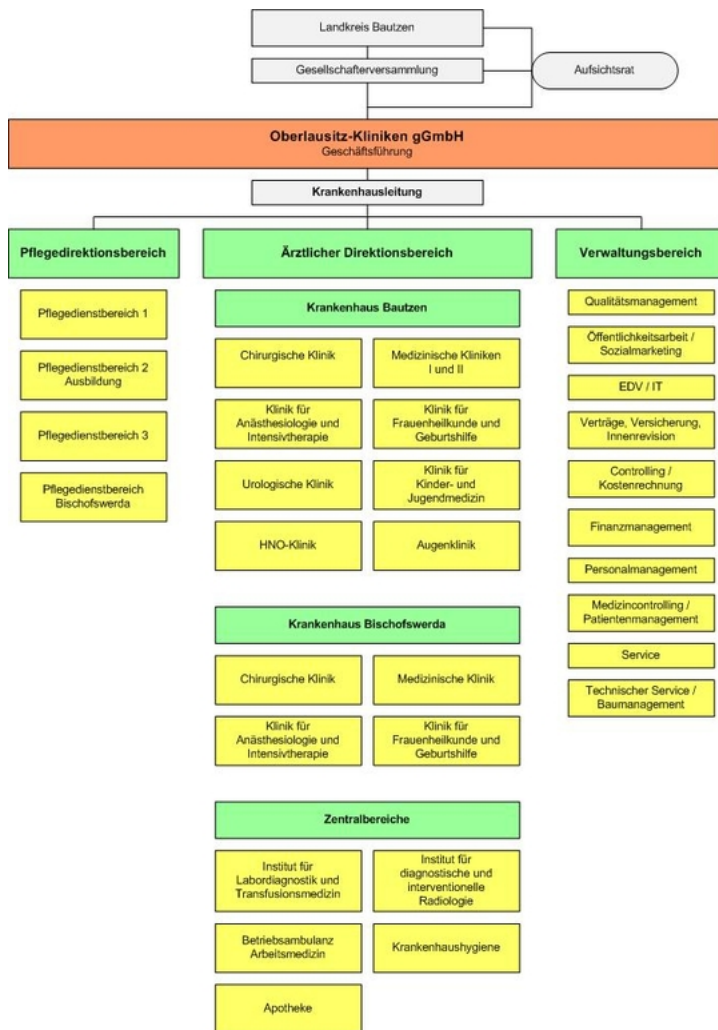 Landkreis Bautzen
Gesellschafterversammlung
Aufsichtsrat
Oberlausitz-Kliniken gGmbH
Geschäftsführung
Krankenhausleitung
Pflegedirektionsbereich
Pflegedienstbereich 1
Pflegedienstbereich 2
Ausbildung
Pflegedienstbereich 3
Pflegedienstbereich
Bischofswerda
Ärztlicher Direktionsbereich
Krankenhaus Bautzen
Chirurgische Klinik
Medizinische Kliniken
I und II
Klinik für
Anästhesiologie und
Intensivtherapie
Klinik für
Frauenheilkunde und
Geburtshilfe
Urologische Klinik
Klinik für
Kinder- und
Jugendmedizin
HNO-Klinik
Augenklinik
Krankenhaus Bischofswerda
Chirurgische Klinik
Medizinische Klinik
Klinik für
Anästhesiologie und
Intensivtherapie
Klinik für
Frauenheilkunde und
Geburtshilfe
Zentralbereiche
Institut für
Labordiagnostik und
Transfusionsmedizin
Institut für
diagnostische und
interventionelle
Radiologie
Betriebsambulanz
Arbeitsmedizin
Krankenhaushygiene
Apotheke
Verwaltungsbereich
Qualitätsmanagement
Öffentlichkeitsarbeit /
Sozialmarketing
EDV / IT
Verträge, Versicherung,
Innenrevision
Controlling /
Kostenrechnung
Finanzmanagement
Personalmanagement
Medizincontrolling /
Patientenmanagement
Service
Technischer Service /
Baumanagement